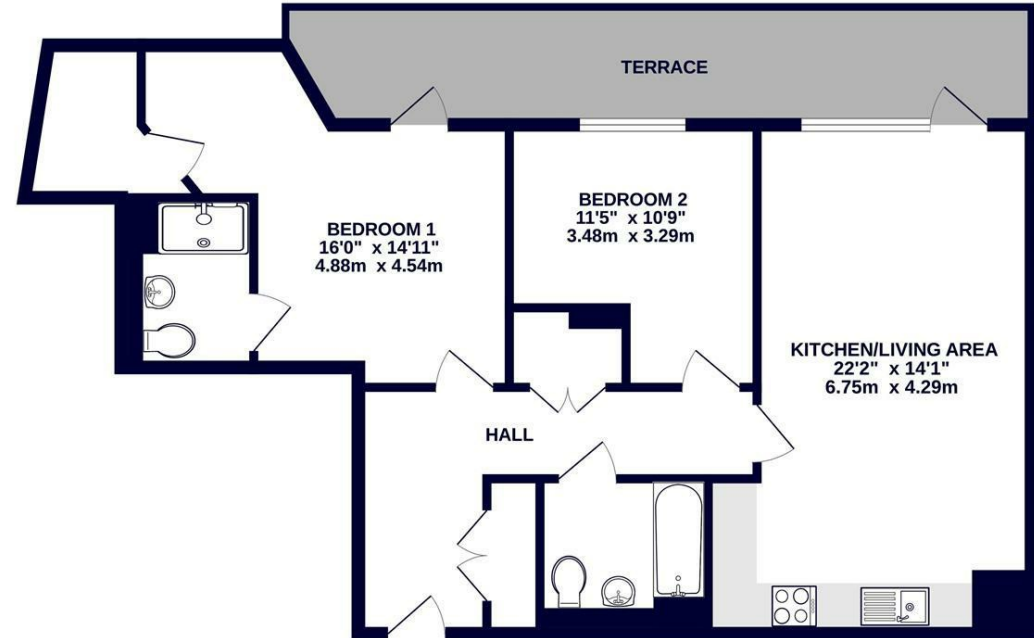 TERRACE
BEDROOM 1
16'0" x 14'11"
4.88m x 4.54m
BEDROOM 2
11'5" x 10'9"
3.48m x 3.29m
KITCHEN/LIVING AREA
22'2" x 14'1"
6.75m x 4.29m
HALL